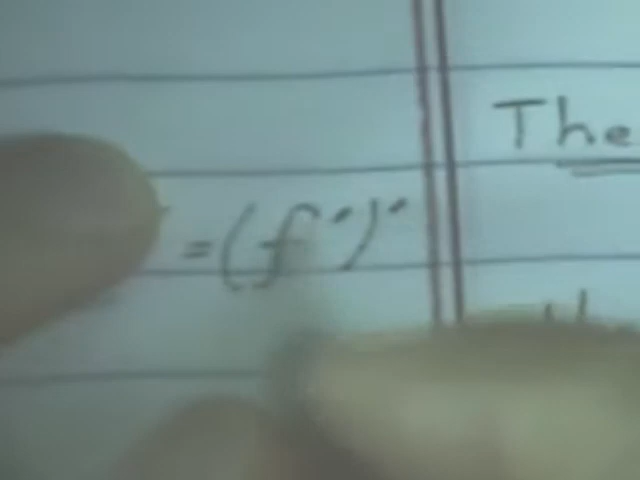 The
= (f')'